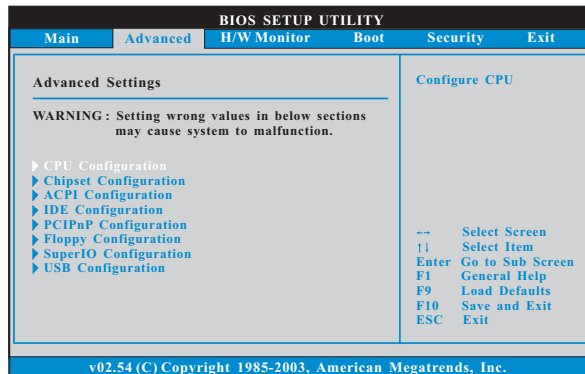 BIOS SETUP UTILITY
Main Advanced H/W Monitor Boot Security Exit
Advanced Settings
WARNING : Setting wrong values in below sections
may cause system to malfunction.
CPU Configuration
Chipset Configuration
ACPI Configuration
IDE Configuration
PCIPnP Configuration
Floppy Configuration
SuperIO Configuration
USB Configuration
Configure CPU
←→ Select Screen
↑↓ Select Item
Enter Go to Sub Screen
F1 General Help
F9 Load Defaults
F10 Save and Exit
ESC Exit
v02.54 (C) Copyright 1985-2003, American Megatrends, Inc.